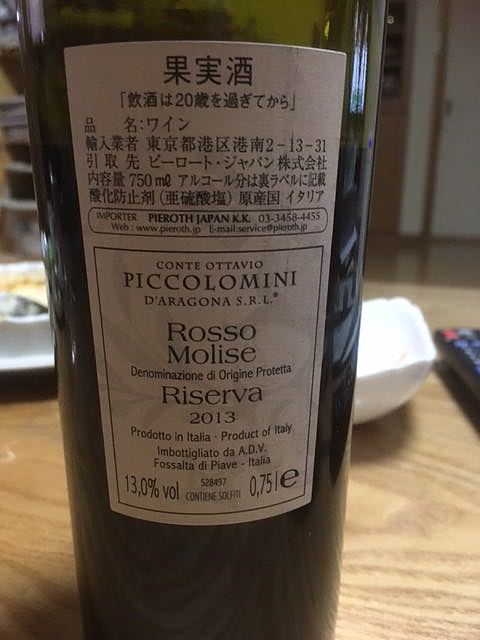 果実酒
「飲酒は20歳を過ぎてから」
品 名:ワイン
輸入業者 東京都港区港南2-13-31
引取先 ピーロート・ジャパン株式会社
内容量 750mℓ アルコール分は裏ラベルに記載
酸化防止剤(亜硫酸塩) 原産国 イタリア
IMPORTER PIEROTH JAPAN K.K. 03-3458-4455
Web : www.pieroth.jp E-mail:service@pieroth.jp
CONTE OTTAVIO
PICCOLOMINI
D'ARAGONA S.R.L.®
Rosso
Molise
Denominazione di Origine Protetta
Riserva
2013
Prodotto in Italia · Product of Italy
Imbottigliato da A.D.V.
Fossalta di Piave - Italia
13,0% vol 528497 CONTIENE SOLFITI 0,75 l e